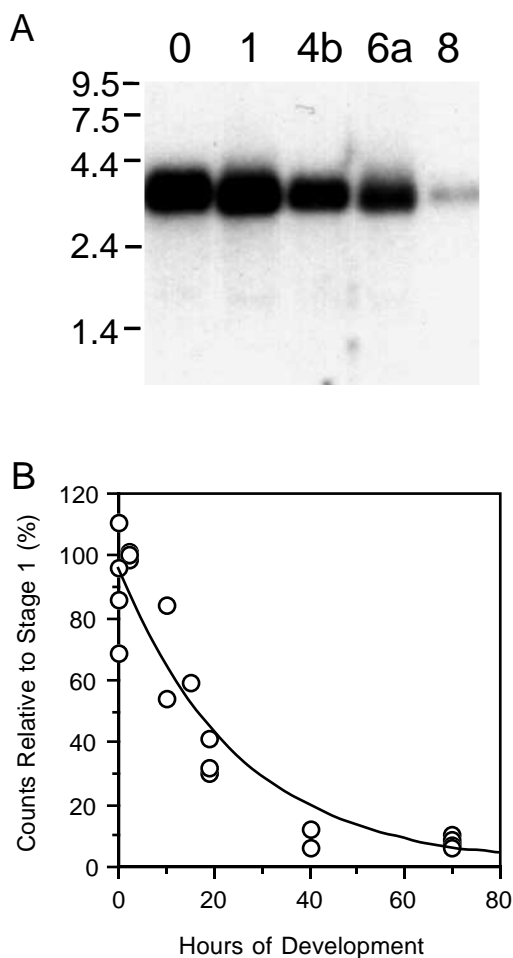 A
0 1 4b 6a 8
9.5
7.5
4.4
2.4
1.4
B
120
100
80
60
40
20
0
Counts Relative to Stage 1 (%)
0 20 40 60 80
Hours of Development